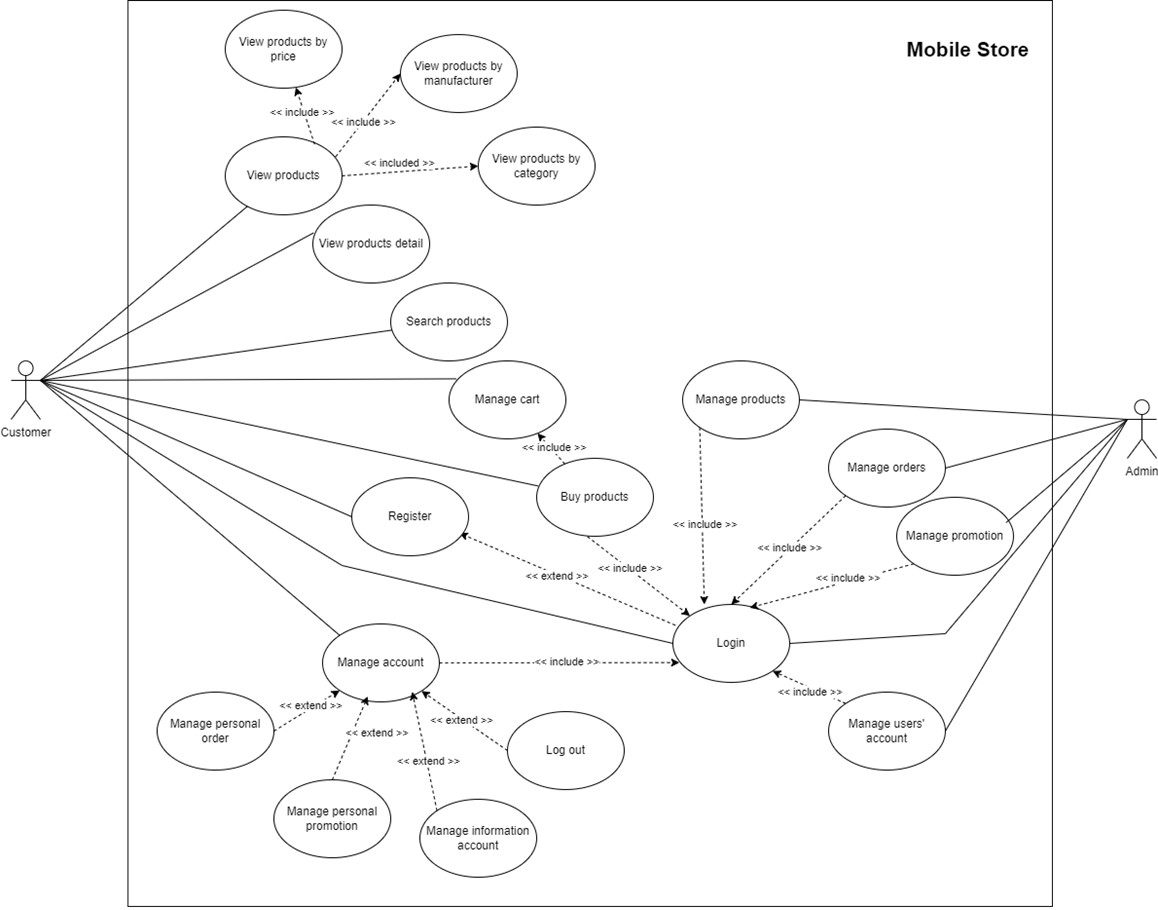 Mobile Store
View products by
price
View products by
manufacturer
<< include >>
<< include >>
View products
<< included >>
View products by
category
View products detail
Search products
Customer
Manage cart
<< include >>
Buy products
Register
<< include >>
<< extend >>
Manage products
Manage orders
Manage promotion
Admin
<< include >>
<< include >>
<< include >>
Login
Manage account
<< include >>
<< include >>
Manage users'
account
Manage personal
order
<< extend >>
<< extend >>
<< extend >>
<< extend >>
Log out
Manage personal
promotion
Manage information
account